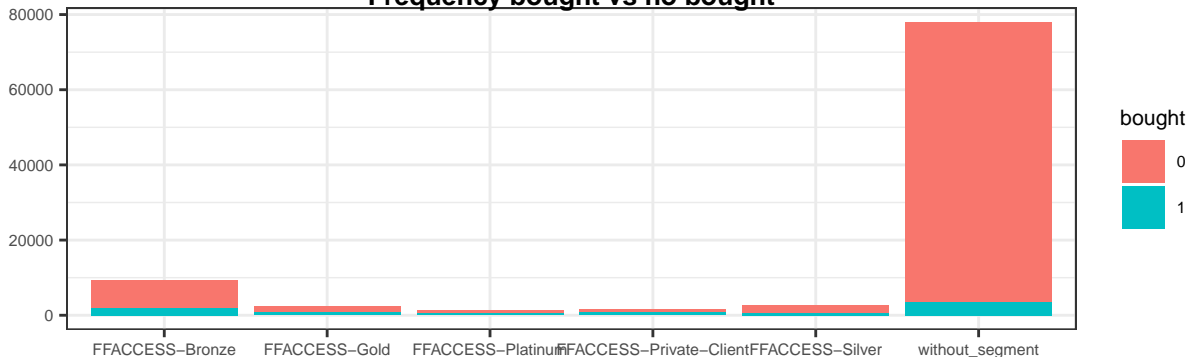 Frequency bought vs no bought
80000
60000
40000
20000
0
FFACCESS−Bronze FFACCESS−Gold FFACCESS−Platinum FFACCESS−Private−Client FFACCESS−Silver without_segment
bought
0
1